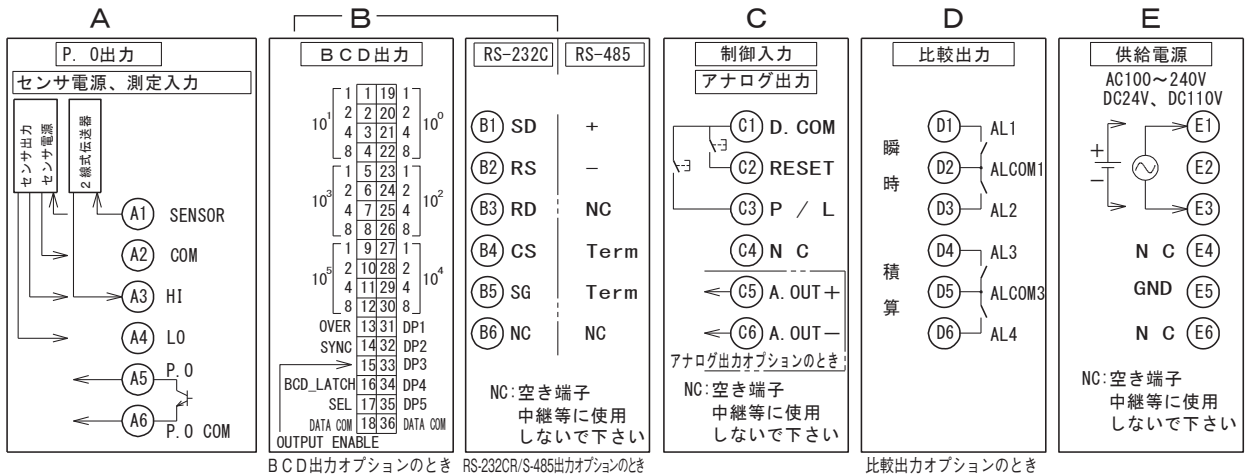 A
P. O出力
センサ電源、測定入力
センサ出力
センサ電源
2線式伝送器
A1 SENSOR
A2 COM
A3 HI
A4 LO
A5 P.O
A6 P.O COM
B
BCD出力
10¹ 1 1 19 1 10⁰
2 2 20 2
4 3 21 4
8 4 22 8
10³ 1 5 23 1 10²
2 6 24 2
4 7 25 4
8 8 26 8
10⁵ 1 9 27 1 10⁴
2 10 28 2
4 11 29 4
8 12 30 8
OVER 13 31 DP1
SYNC 14 32 DP2
15 33 DP3
BCD_LATCH 16 34 DP4
SEL 17 35 DP5
DATA COM 18 36 DATA COM
OUTPUT ENABLE
BCD出力オプションのとき
RS-232C RS-485
B1 SD +
B2 RS −
B3 RD NC
B4 CS Term
B5 SG Term
B6 NC NC
NC:空き端子
中継等に使用
しないで下さい
RS-232CR/S-485出力オプションのとき
C
制御入力
アナログ出力
C1 D. COM
C2 RESET
C3 P / L
C4 N C
C5 A. OUT+
C6 A. OUT−
アナログ出力オプションのとき
NC:空き端子
中継等に使用
しないで下さい
D
比較出力
瞬時
D1 AL1
D2 ALCOM1
D3 AL2
積算
D4 AL3
D5 ALCOM3
D6 AL4
比較出力オプションのとき
E
供給電源
AC100～240V
DC24V、DC110V
+
−
E1
E2
E3
N C E4
GND E5
N C E6
NC:空き端子
中継等に使用
しないで下さい